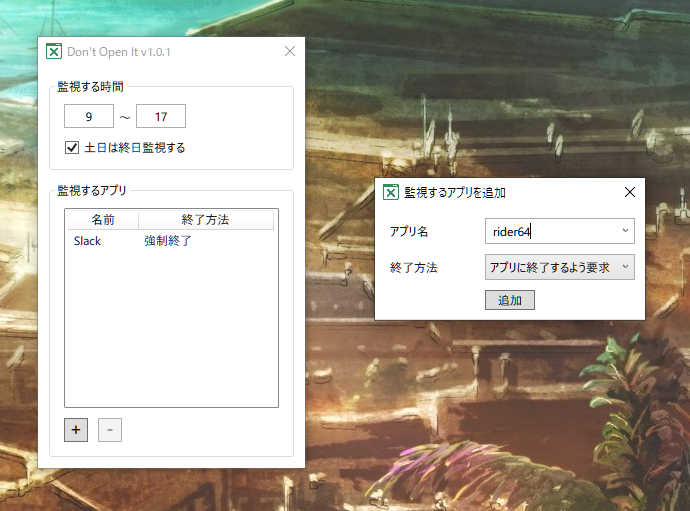 Don't Open It v1.0.1
監視する時間
9 ～ 17
土日は終日監視する
監視するアプリ
名前 終了方法
Slack 強制終了
+ -
監視するアプリを追加
アプリ名 rider64
終了方法 アプリに終了するよう要求
追加